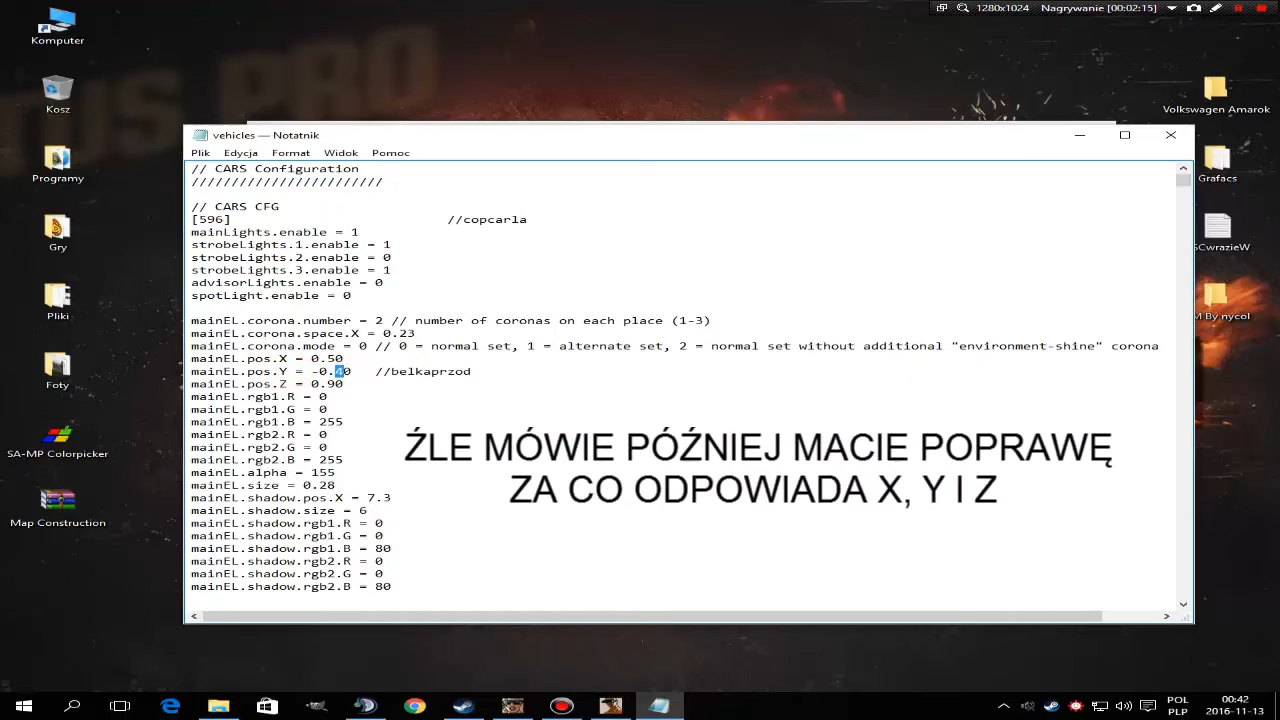 1280x1024 Nagrywanie [00:02:15]
Komputer
Kosz
Programy
Gry
Pliki
Foty
SA-MP Colorpicker
Map Construction
Volkswagen Amarok
Grafacs
SCwrazieW
M By nycol
vehicles — Notatnik
Plik Edycja Format Widok Pomoc
// CARS Configuration
////////////////////////
// CARS CFG
[596] //copcarla
mainLights.enable = 1
strobeLights.1.enable = 1
strobeLights.2.enable = 0
strobeLights.3.enable = 1
advisorLights.enable = 0
spotLight.enable = 0
mainEL.corona.number = 2 // number of coronas on each place (1-3)
mainEL.corona.space.X = 0.23
mainEL.corona.mode = 0 // 0 = normal set, 1 = alternate set, 2 = normal set without additional "environment-shine" corona
mainEL.pos.X = 0.50
mainEL.pos.Y = -0.40 //belkaprzod
mainEL.pos.Z = 0.90
mainEL.rgb1.R = 0
mainEL.rgb1.G = 0
mainEL.rgb1.B = 255
mainEL.rgb2.R = 0
mainEL.rgb2.G = 0
mainEL.rgb2.B = 255
mainEL.alpha = 155
mainEL.size = 0.28
mainEL.shadow.pos.X = 7.3
mainEL.shadow.size = 6
mainEL.shadow.rgb1.R = 0
mainEL.shadow.rgb1.G = 0
mainEL.shadow.rgb1.B = 80
mainEL.shadow.rgb2.R = 0
mainEL.shadow.rgb2.G = 0
mainEL.shadow.rgb2.B = 80
ŹLE MÓWIE PÓŹNIEJ MACIE POPRAWĘ
ZA CO ODPOWIADA X, Y I Z
POL
PLP
00:42
2016-11-13